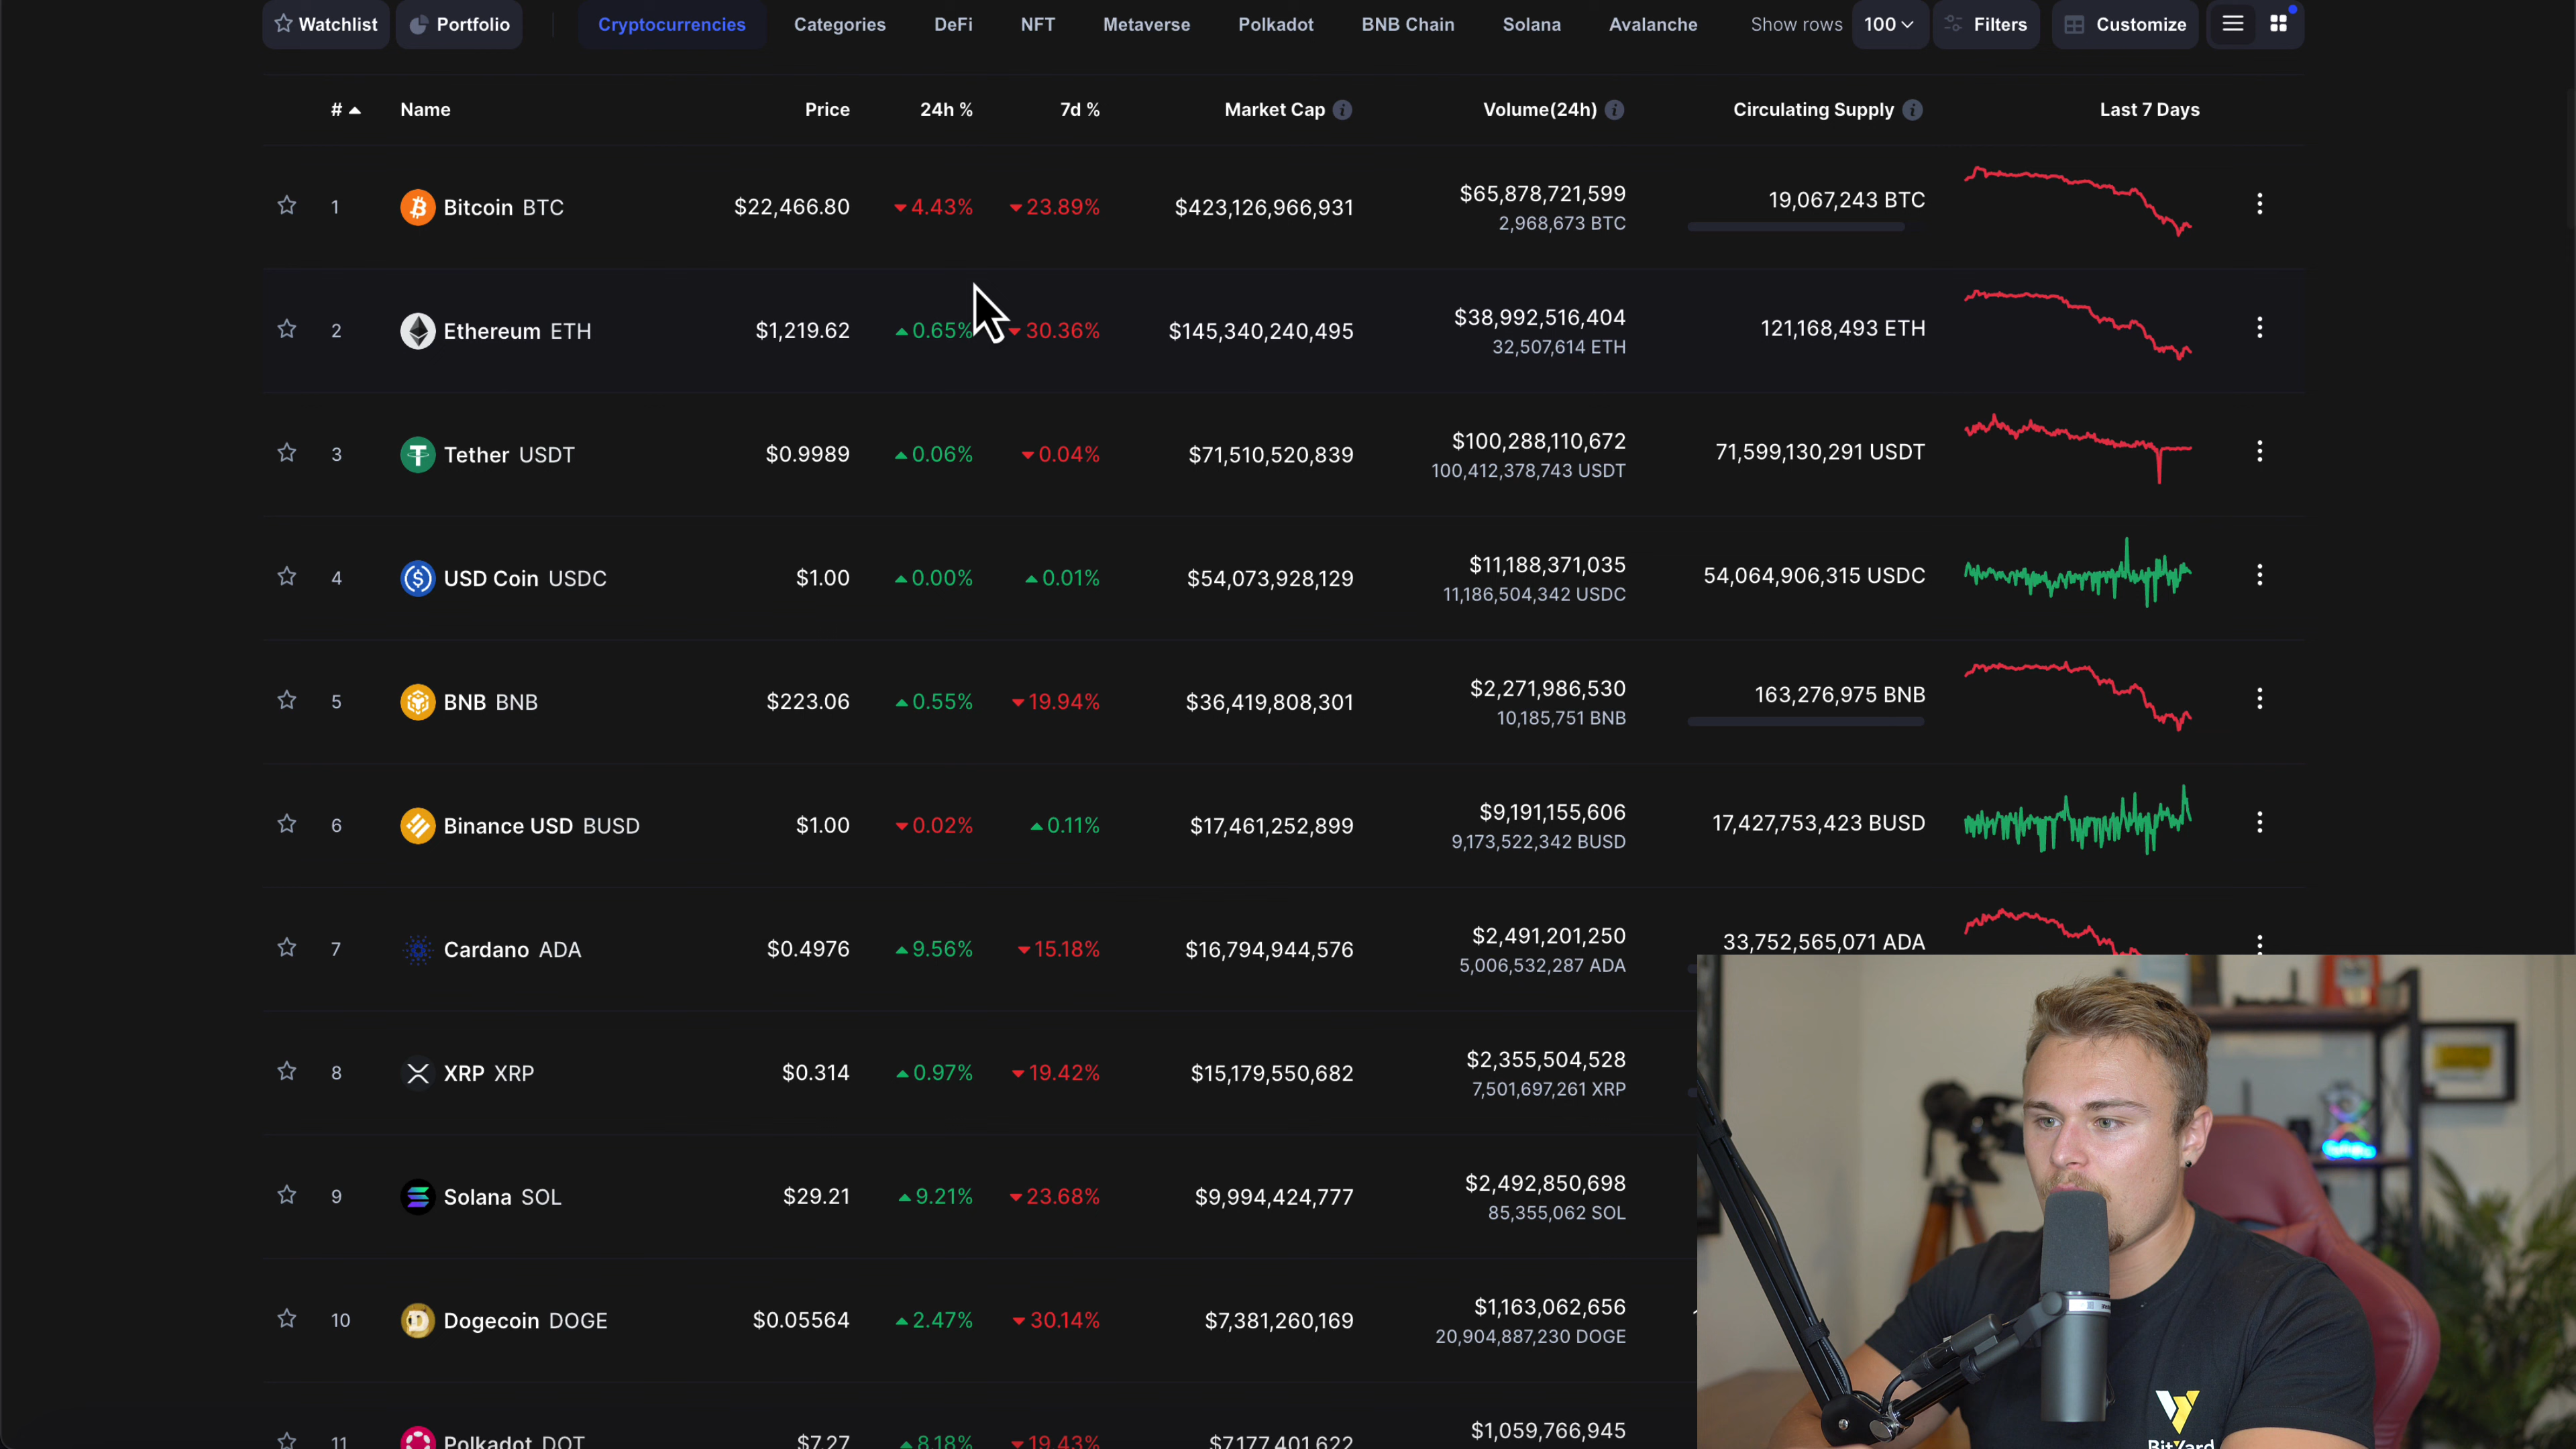 Watchlist Portfolio Cryptocurrencies Categories DeFi NFT Metaverse Polkadot BNB Chain Solana Avalanche Show rows 100 Filters Customize
# Name Price 24h % 7d % Market Cap Volume(24h) Circulating Supply Last 7 Days
1 Bitcoin BTC $22,466.80 4.43% 23.89% $423,126,966,931 $65,878,721,599 19,067,243 BTC
2,968,673 BTC
2 Ethereum ETH $1,219.62 0.65% 30.36% $145,340,240,495 $38,992,516,404 121,168,493 ETH
32,507,614 ETH
3 Tether USDT $0.9989 0.06% 0.04% $71,510,520,839 $100,288,110,672 71,599,130,291 USDT
100,412,378,743 USDT
4 USD Coin USDC $1.00 0.00% 0.01% $54,073,928,129 $11,188,371,035 54,064,906,315 USDC
11,186,504,342 USDC
5 BNB BNB $223.06 0.55% 19.94% $36,419,808,301 $2,271,986,530 163,276,975 BNB
10,185,751 BNB
6 Binance USD BUSD $1.00 0.02% 0.11% $17,461,252,899 $9,191,155,606 17,427,753,423 BUSD
9,173,522,342 BUSD
7 Cardano ADA $0.4976 9.56% 15.18% $16,794,944,576 $2,491,201,250 33,752,565,071 ADA
5,006,532,287 ADA
8 XRP XRP $0.314 0.97% 19.42% $15,179,550,682 $2,355,504,528
7,501,697,261 XRP
9 Solana SOL $29.21 9.21% 23.68% $9,994,424,777 $2,492,850,698
85,355,062 SOL
10 Dogecoin DOGE $0.05564 2.47% 30.14% $7,381,260,169 $1,163,062,656
20,904,887,230 DOGE
11 Polkadot DOT $7.27 8.18% 19.43% $7,177,401,622 $1,059,766,945
BitYard